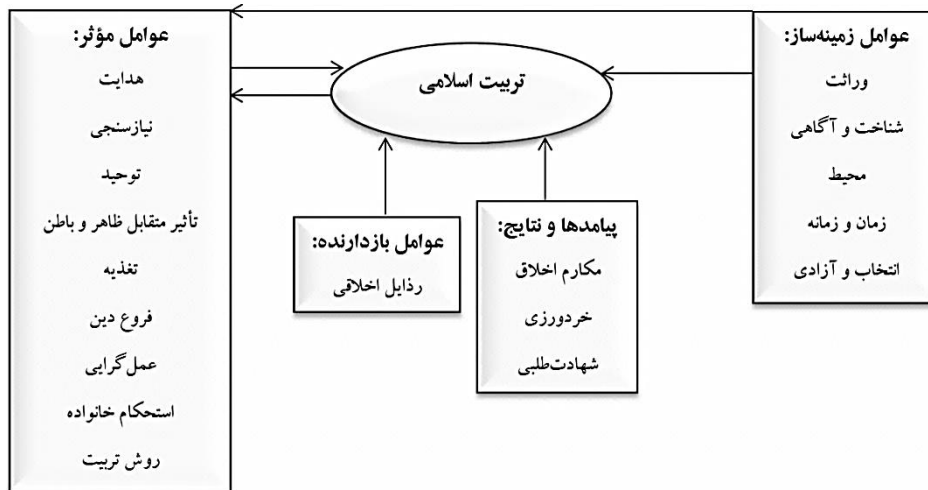 عوامل زمینه‌ساز:
وراثت
شناخت و آگاهی
محیط
زمان و زمانه
انتخاب و آزادی
تربیت اسلامی
پیامدها و نتایج:
مکارم اخلاق
خردورزی
شهادت‌طلبی
عوامل بازدارنده:
رذایل اخلاقی
عوامل مؤثر:
هدایت
نیازسنجی
توحید
تأثیر متقابل ظاهر و باطن
تغذیه
فروع دین
عمل‌گرایی
استحکام خانواده
روش تربیت